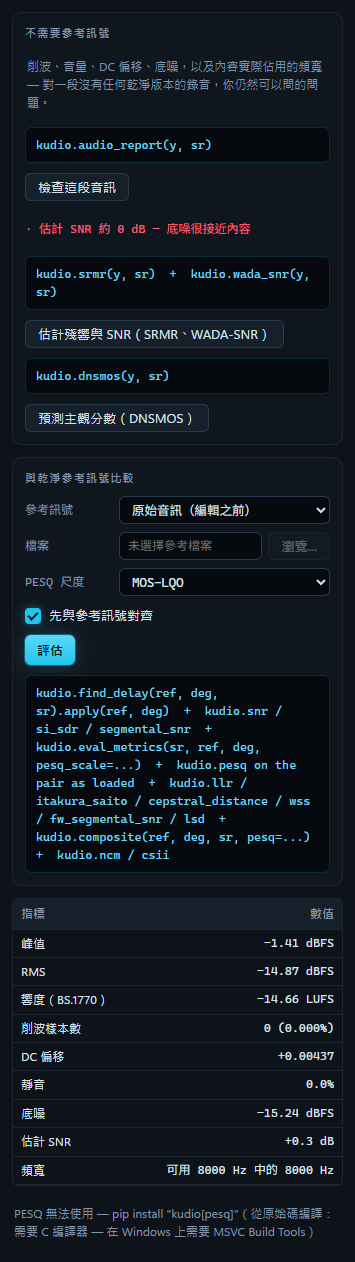 不需要參考訊號
削波、音量、DC 偏移、底噪，以及內容實際佔用的頻寬
— 對一段沒有任何乾淨版本的錄音，你仍然可以問的問
題。
kudio.audio_report(y, sr)
檢查這段音訊
· 估計 SNR 約 0 dB — 底噪很接近內容
kudio.srmr(y, sr)  +  kudio.wada_snr(y,
sr)
估計殘響與 SNR（SRMR、WADA-SNR）
kudio.dnsmos(y, sr)
預測主觀分數（DNSMOS）
與乾淨參考訊號比較
參考訊號 原始音訊（編輯之前）
檔案 未選擇參考檔案 瀏覽…
PESQ 尺度 MOS-LQO
先與參考訊號對齊
評估
kudio.find_delay(ref, deg,
sr).apply(ref, deg)  +  kudio.snr /
si_sdr / segmental_snr  +
kudio.eval_metrics(sr, ref, deg,
pesq_scale=...)  +  kudio.pesq on the
pair as loaded  +  kudio.llr /
itakura_saito / cepstral_distance / wss
/ fw_segmental_snr / lsd  +
kudio.composite(ref, deg, sr, pesq=...)
+  kudio.ncm / csii
指標 數值
峰值 −1.41 dBFS
RMS −14.87 dBFS
響度（BS.1770） −14.66 LUFS
削波樣本數 0 (0.000%)
DC 偏移 +0.00437
靜音 0.0%
底噪 −15.24 dBFS
估計 SNR +0.3 dB
頻寬 可用 8000 Hz 中的 8000 Hz
PESQ 無法使用 — pip install "kudio[pesq]"（從原始碼編譯：
需要 C 編譯器 — 在 Windows 上需要 MSVC Build Tools）